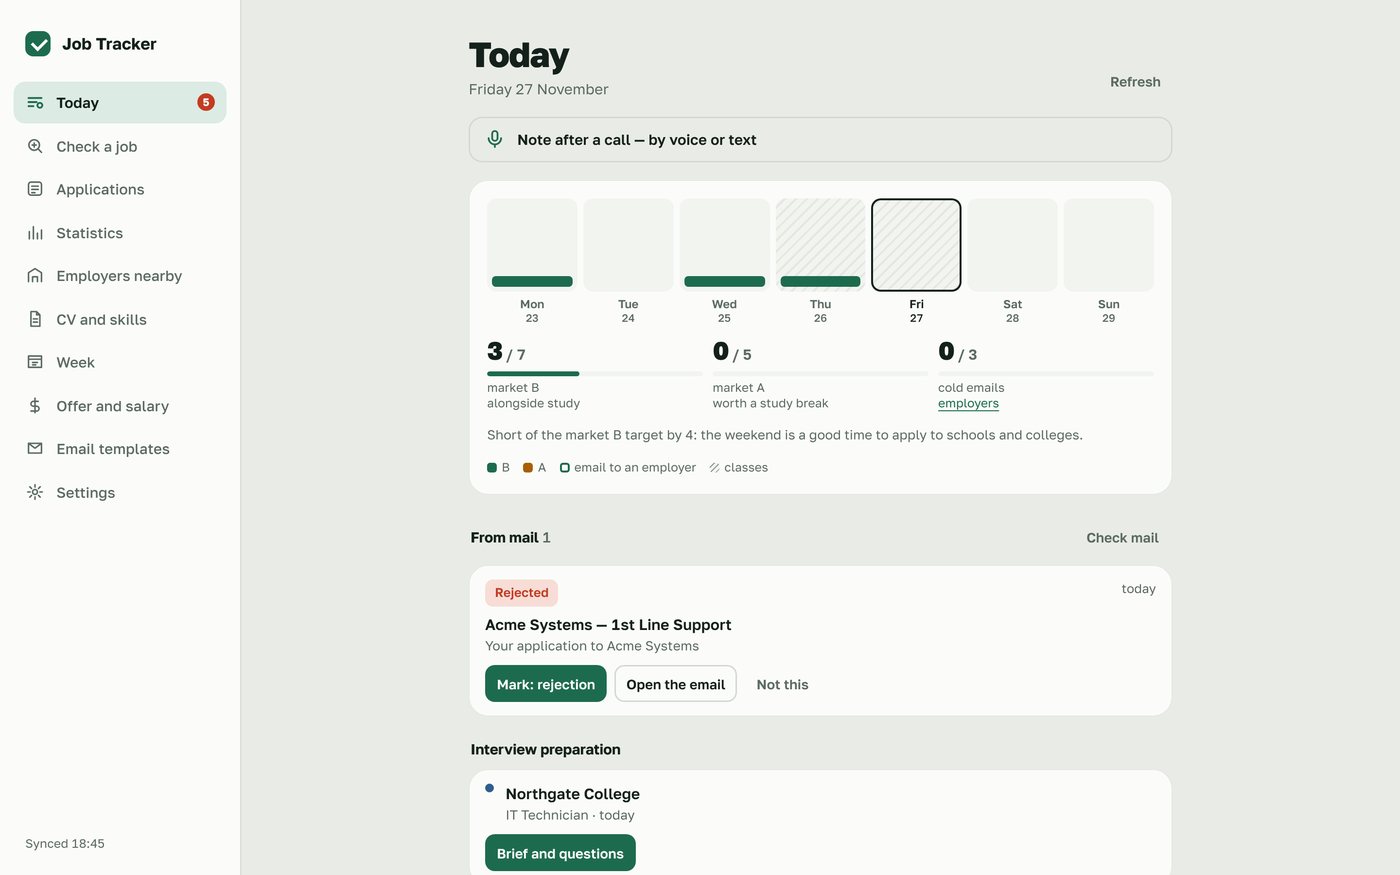 Job Tracker
Today 5
Check a job
Applications
Statistics
Employers nearby
CV and skills
Week
Offer and salary
Email templates
Settings
Synced 18:45
Today
Friday 27 November
Refresh
Note after a call — by voice or text
Mon Tue Wed Thu Fri Sat Sun
23 24 25 26 27 28 29
3 / 7
market B
alongside study
0 / 5
market A
worth a study break
0 / 3
cold emails
employers
Short of the market B target by 4: the weekend is a good time to apply to schools and colleges.
B A email to an employer classes
From mail 1
Check mail
Rejected
today
Acme Systems — 1st Line Support
Your application to Acme Systems
Mark: rejection Open the email Not this
Interview preparation
Northgate College
IT Technician · today
Brief and questions